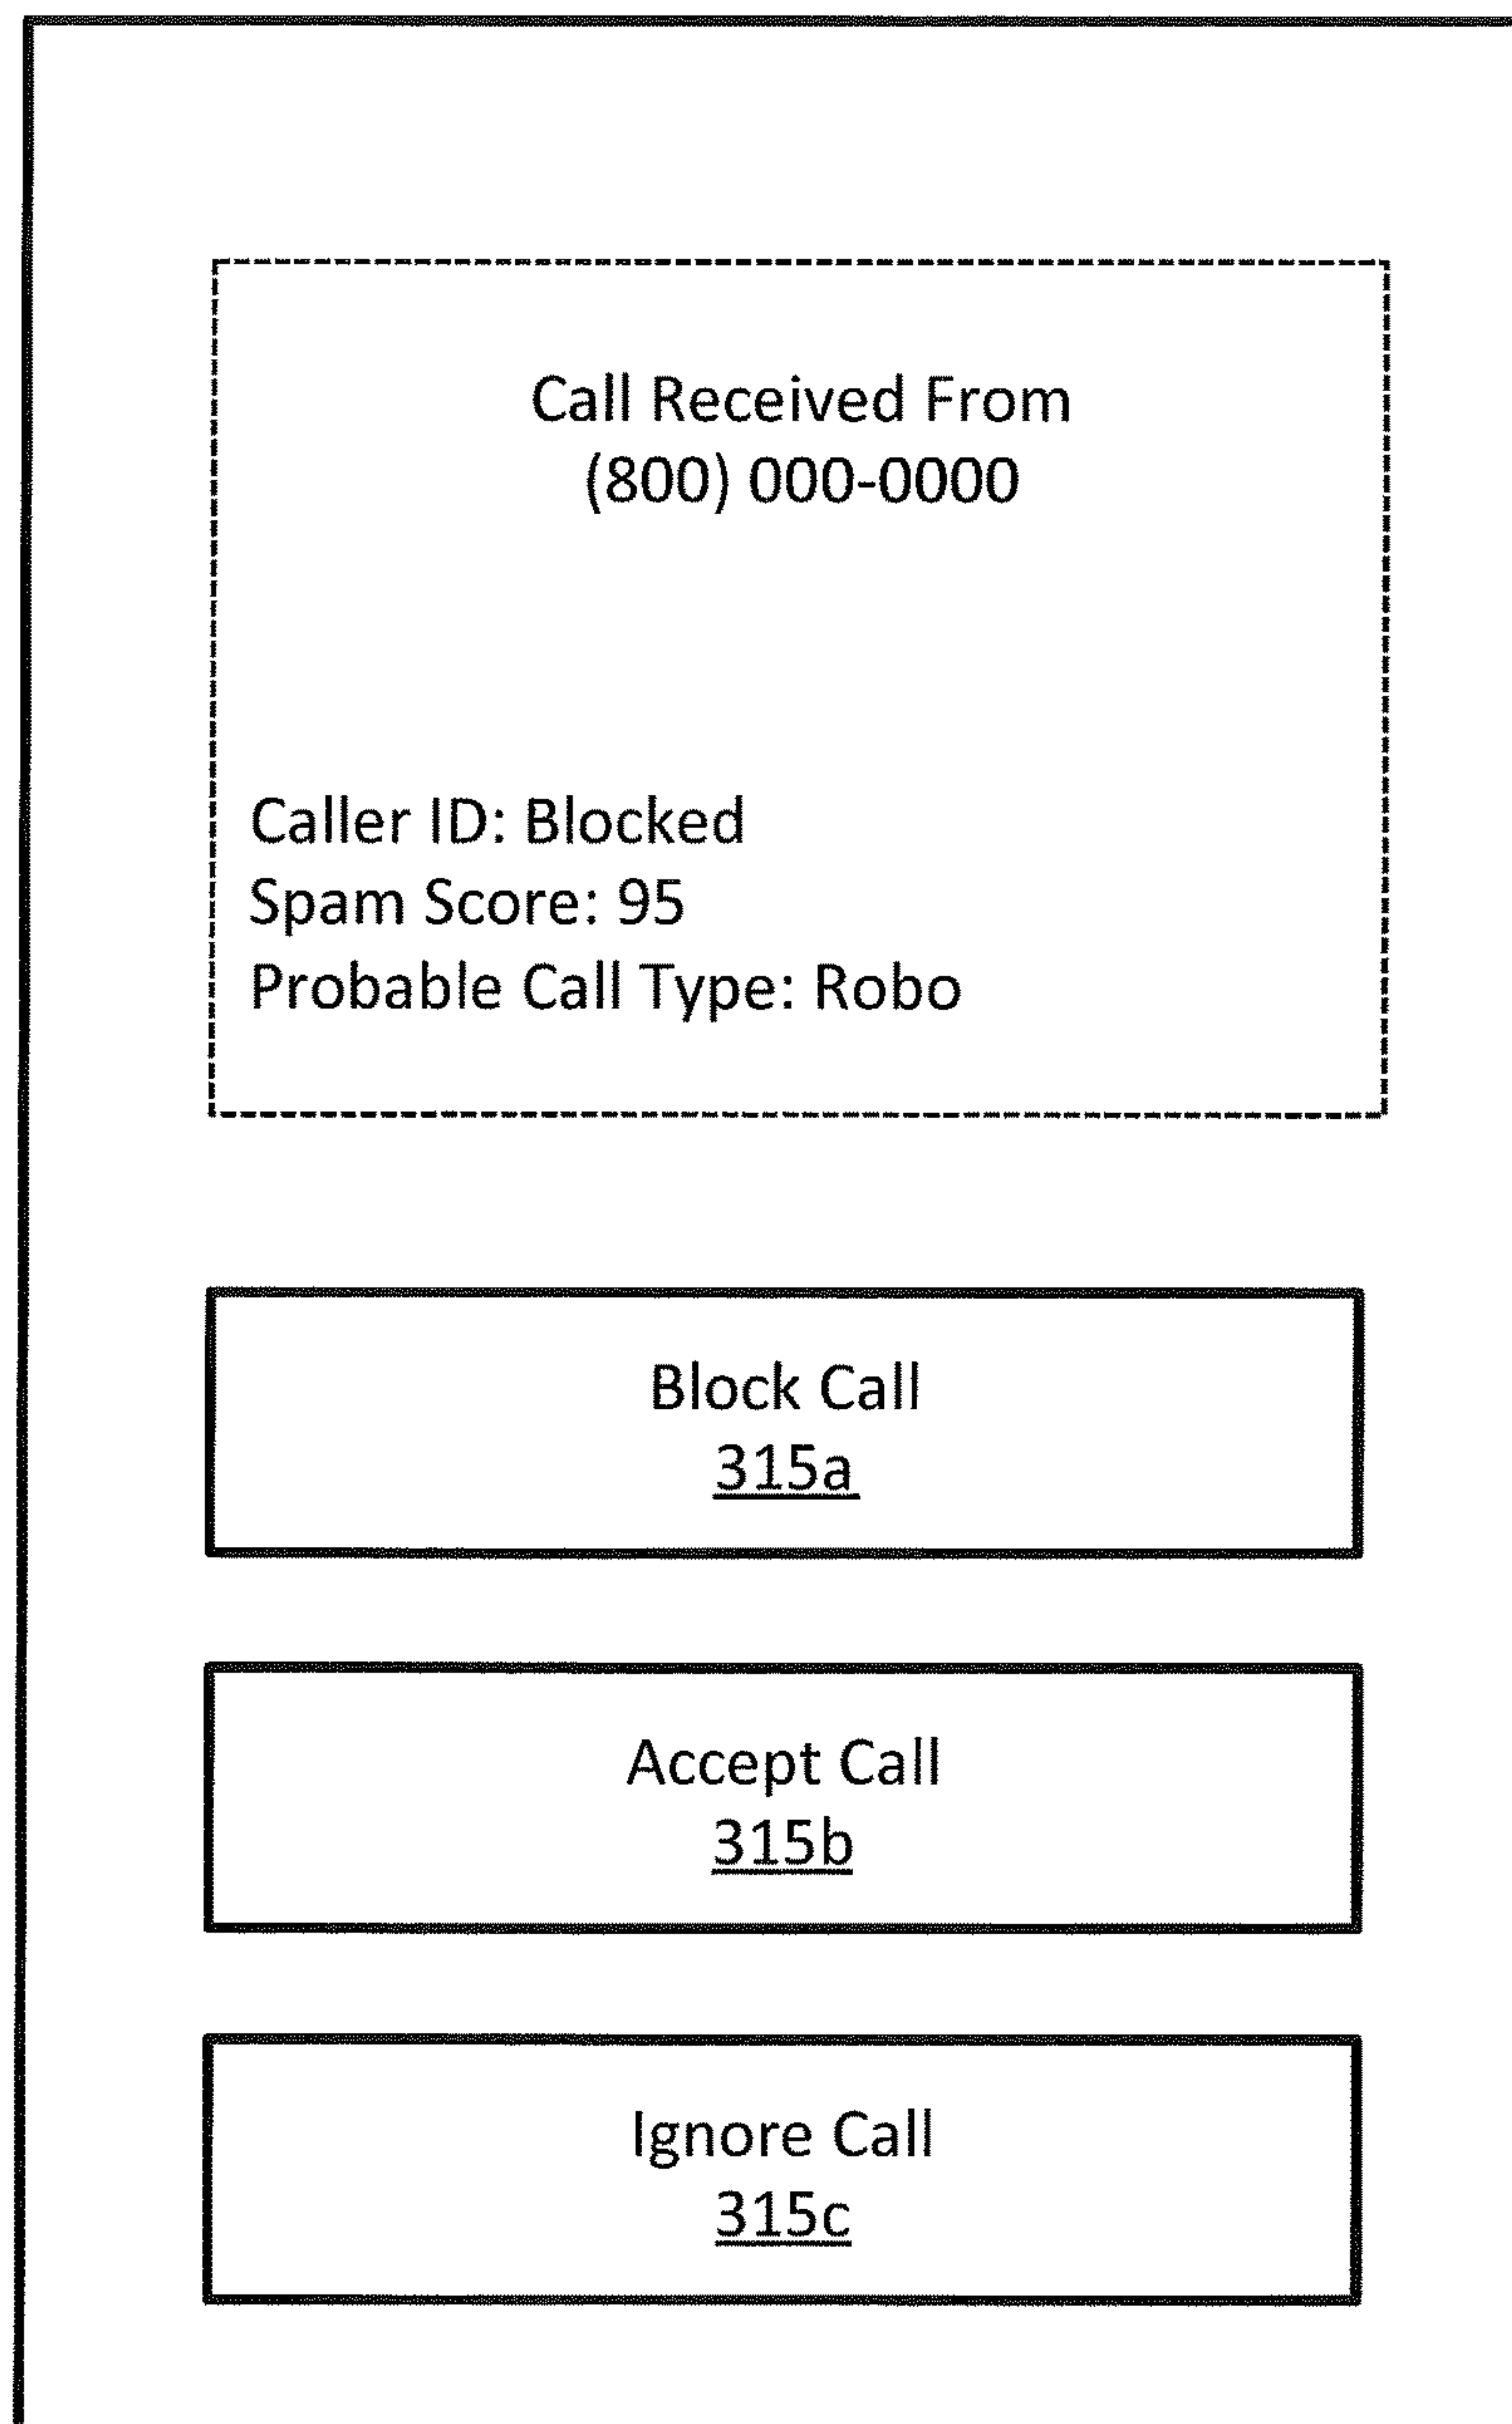 Call Received From
(800) 000-0000
Caller ID: Blocked
Spam Score: 95
Probable Call Type: Robo
Block Call
315a
Accept Call
315b
Ignore Call
315c